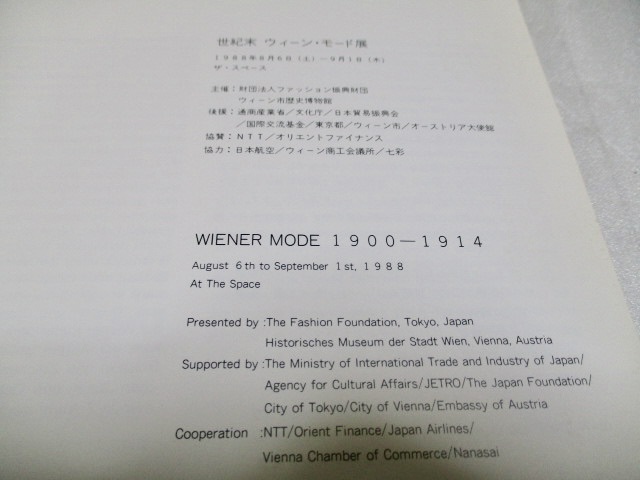 世紀末 ウィーン・モード展
1988年8月6日(土)―9月1日(木)
ザ・スペース
主催:財団法人ファッション振興財団
ウィーン市歴史博物館
後援:通商産業省/文化庁/日本貿易振興会
/国際交流基金/東京都/ウィーン市/オーストリア大使館
協賛:NTT/オリエントファイナンス
協力:日本航空/ウィーン商工会議所/七彩
WIENER MODE 1900—1914
August 6th to September 1st, 1988
At The Space
Presented by :The Fashion Foundation, Tokyo, Japan
Historisches Museum der Stadt Wien, Vienna, Austria
Supported by :The Ministry of International Trade and Industry of Japan/
Agency for Cultural Affairs/JETRO/The Japan Foundation/
City of Tokyo/City of Vienna/Embassy of Austria
Cooperation :NTT/Orient Finance/Japan Airlines/
Vienna Chamber of Commerce/Nanasai